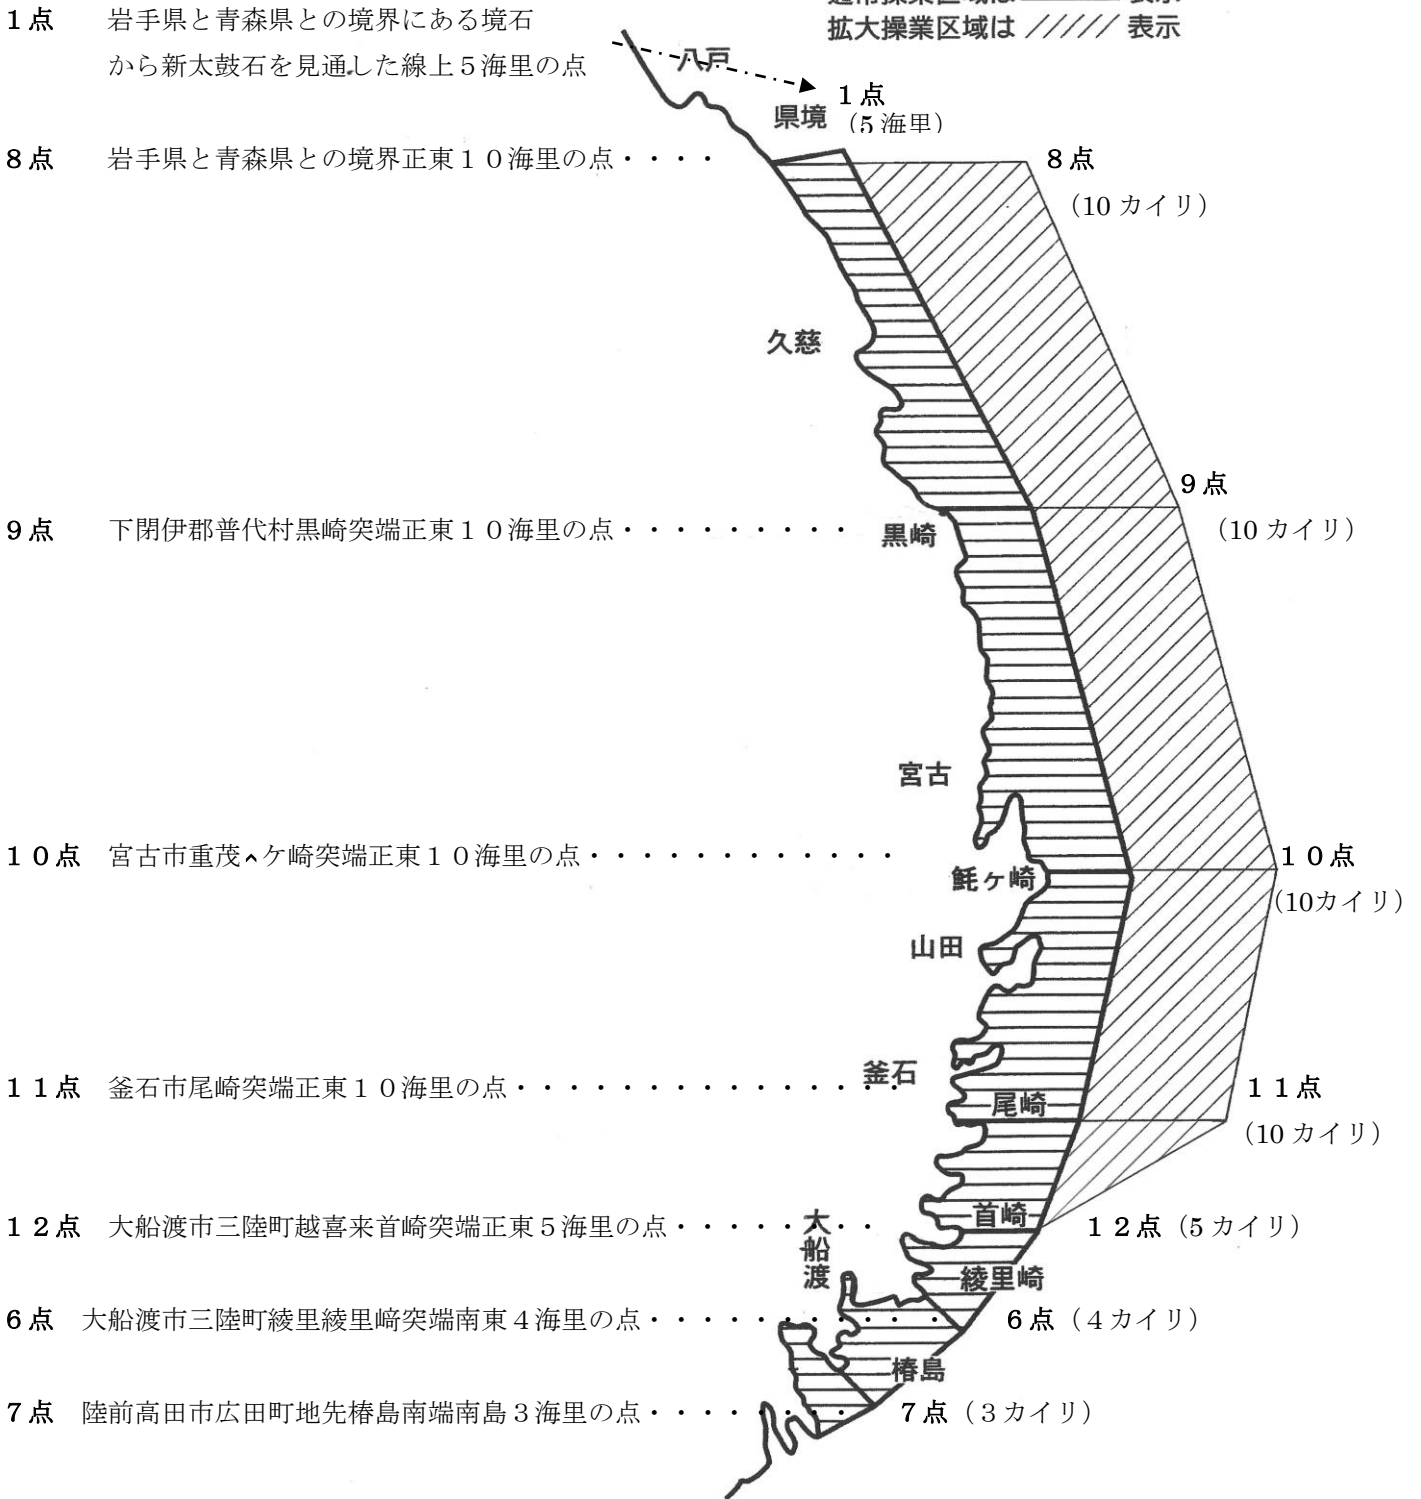 通常操業区域は ――― 表示
拡大操業区域は ///// 表示
1点 岩手県と青森県との境界にある境石
から新太鼓石を見通した線上5海里の点
八戸
県境
1点
（5海里）
8点 岩手県と青森県との境界正東10海里の点・・・・
8点
（10カイリ）
久慈
9点
（10カイリ）
9点 下閉伊郡普代村黒崎突端正東10海里の点・・・・・・・・・
黒崎
宮古
10点 宮古市重茂^ケ崎突端正東10海里の点・・・・・・・・・・・・
10点
（10カイリ）
魹ヶ崎
山田
釜石
11点 釜石市尾崎突端正東10海里の点・・・・・・・・・・・・・・・
尾崎
11点
（10カイリ）
12点 大船渡市三陸町越喜来首崎突端正東5海里の点・・・・・・・・
大船渡
首崎
12点（5カイリ）
綾里崎
6点 大船渡市三陸町綾里綾里﨑突端南東4海里の点・・・・・・・・・・・・
6点（4カイリ）
椿島
7点 陸前高田市広田町地先椿島南端南島3海里の点・・・・・・・・
7点（3カイリ）